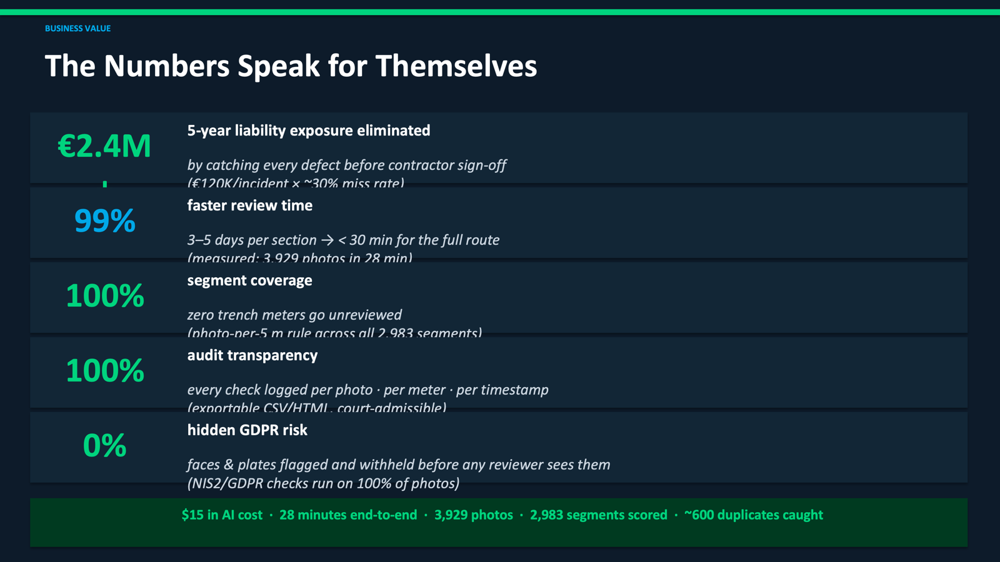 BUSINESS VALUE
The Numbers Speak for Themselves
€2.4M
5-year liability exposure eliminated
by catching every defect before contractor sign-off
(€120K/incident × ~30% miss rate)
99%
faster review time
3–5 days per section → < 30 min for the full route
(measured: 3,929 photos in 28 min)
100%
segment coverage
zero trench meters go unreviewed
(photo-per-5 m rule across all 2,983 segments)
100%
audit transparency
every check logged per photo · per meter · per timestamp
(exportable CSV/HTML, court-admissible)
0%
hidden GDPR risk
faces & plates flagged and withheld before any reviewer sees them
(NIS2/GDPR checks run on 100% of photos)
$15 in AI cost · 28 minutes end-to-end · 3,929 photos · 2,983 segments scored · ~600 duplicates caught